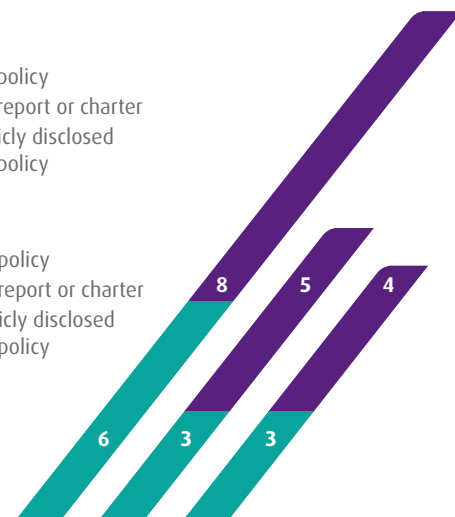 policy
report or charter
icly disclosed
policy
policy
report or charter
icly disclosed
policy
8
5
4
6
3
3